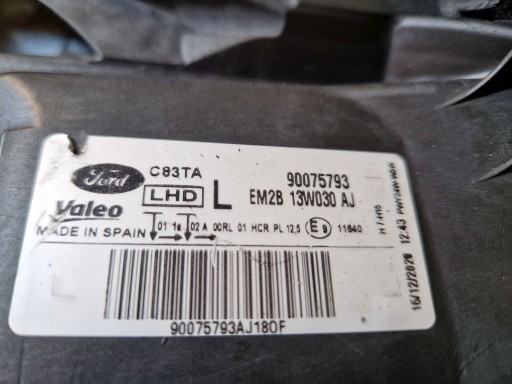 Ford C83TA 90075793
LHD L EM2B 13W030 AJ
Valeo
MADE IN SPAIN 01 1a 02 A 00RL 01 HCR PL 12,5 E9 11640
90075793AJ18OF
H7/H15
16/12/2020 12:43